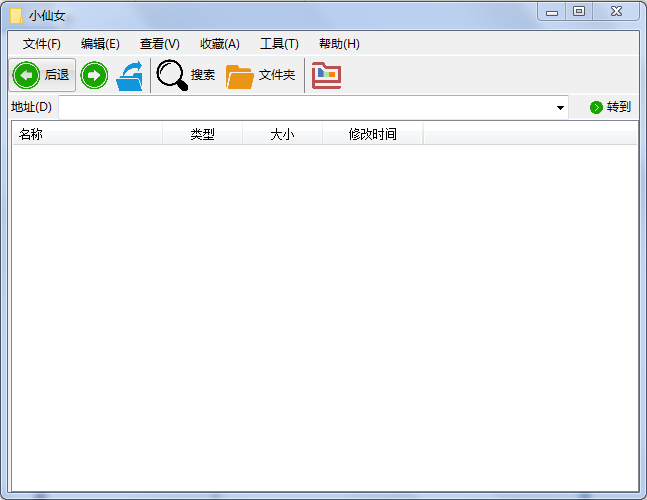 小仙女
文件(F) 编辑(E) 查看(V) 收藏(A) 工具(T) 帮助(H)
后退 搜索 文件夹
地址(D) 转到
名称 类型 大小 修改时间